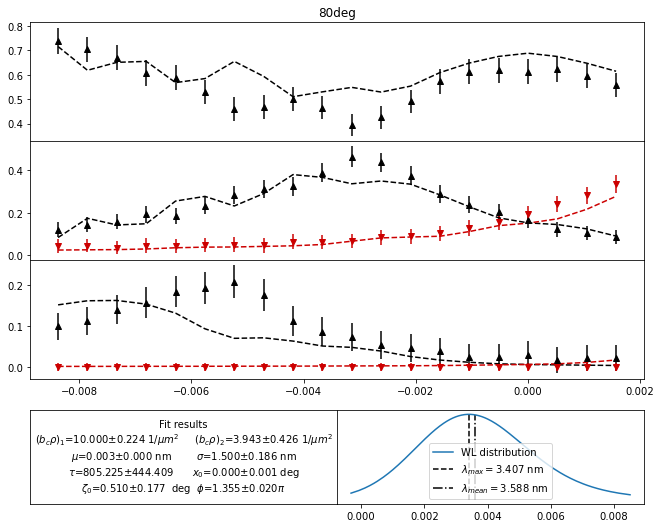 80deg
0.8
0.7
0.6
0.5
0.4
0.4
0.2
0.0
0.2
0.1
0.0
−0.008 −0.006 −0.004 −0.002 0.000 0.002
Fit results
(b_cρ)_1=10.000±0.224 1/μm^2 (b_cρ)_2=3.943±0.426 1/μm^2
μ=0.003±0.000 nm σ=1.500±0.186 nm
τ=805.225±444.409 x_0=0.000±0.001 deg
ζ_0=0.510±0.177 deg ϕ=1.355±0.020π
WL distribution
λ_max = 3.407 nm
λ_mean = 3.588 nm
0.000 0.002 0.004 0.006 0.008